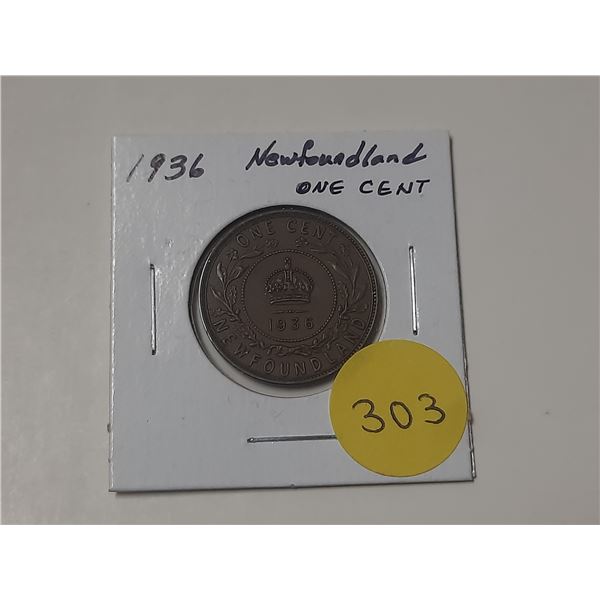 1936 Newfoundland
ONE CENT
ONE CENT
1936
NEWFOUNDLAND
303